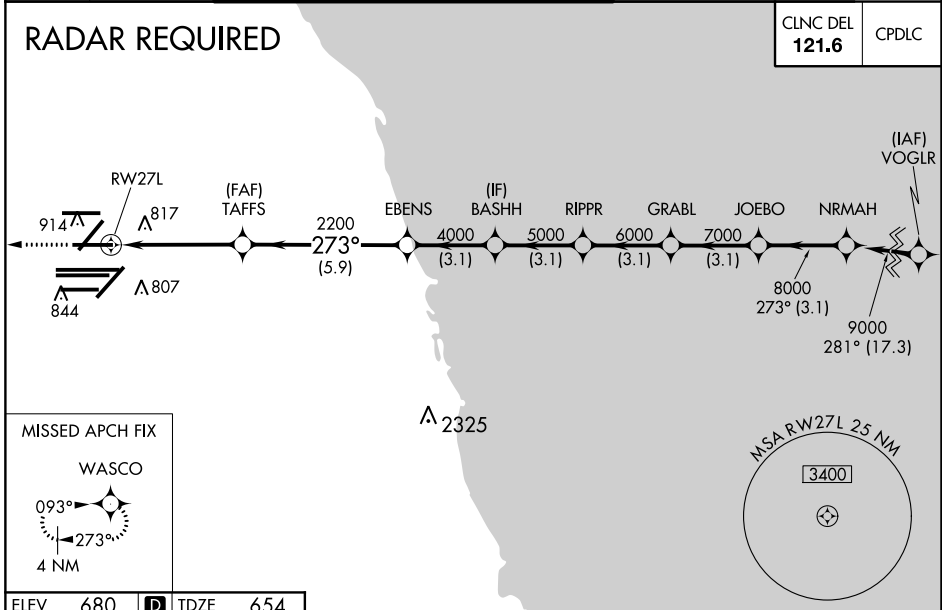 RADAR REQUIRED
CLNC DEL
121.6
CPDLC
(IAF)
VOGLR
RW27L
914
817
(FAF)
TAFFS
2200
273°
(5.9)
EBENS
4000
(3.1)
(IF)
BASHH
5000
(3.1)
RIPPR
6000
(3.1)
GRABL
7000
(3.1)
JOEBO
NRMAH
8000
273° (3.1)
9000
281° (17.3)
807
844
2325
MISSED APCH FIX
WASCO
093°
273°
4 NM
MSA RW27L 25 NM
3400
ELEV 680 D TDZE 654